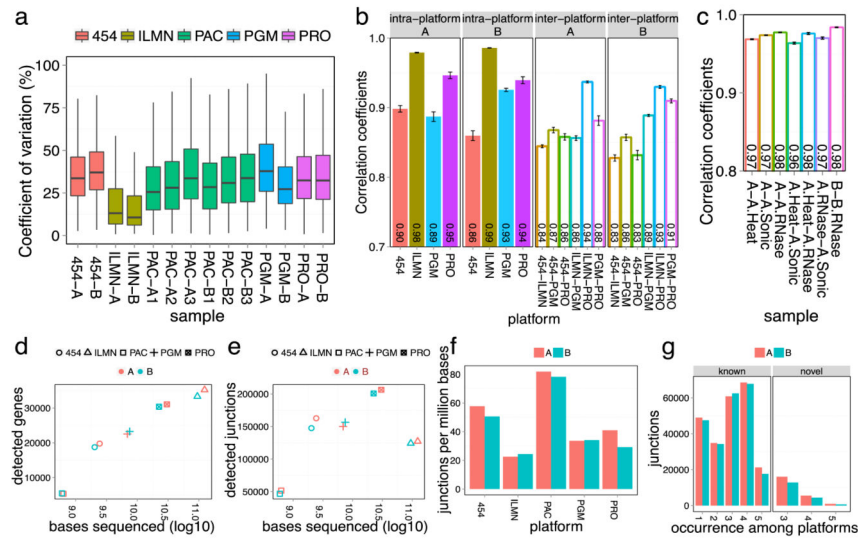 a
454 ILMN PAC PGM PRO
Coefficient of variation (%)
100
75
50
25
0
454-A
454-B
ILMN-A
ILMN-B
PAC-A1
PAC-A2
PAC-A3
PAC-B1
PAC-B2
PAC-B3
PGM-A
PGM-B
PRO-A
PRO-B
sample
b
intra-platform A
intra-platform B
inter-platform A
inter-platform B
Correlation coefficients
1.0
0.9
0.8
0.7
0.90
0.98
0.89
0.95
0.86
0.99
0.93
0.94
0.84
0.87
0.86
0.86
0.94
0.88
0.83
0.86
0.83
0.89
0.93
0.91
454
ILMN
PGM
PRO
454
ILMN
PGM
PRO
454-ILMN
454-PGM
454-PRO
ILMN-PGM
ILMN-PRO
PGM-PRO
454-ILMN
454-PGM
454-PRO
ILMN-PGM
ILMN-PRO
PGM-PRO
platform
c
Correlation coefficients
1.0
0.9
0.8
0.97
0.97
0.98
0.96
0.98
0.97
0.98
A-A.Heat
A-A.Sonic
A-A.RNase
A.Heat-A.Sonic
A.Heat-A.RNase
A.RNase-A.Sonic
B-B.RNase
sample
d
454 ILMN PAC PGM PRO
A B
detected genes
30000
20000
10000
9.0
9.5
10.0
10.5
11.0
bases sequenced (log10)
e
454 ILMN PAC PGM PRO
A B
detected junctions
200000
150000
100000
50000
9.0
9.5
10.0
10.5
11.0
bases sequenced (log10)
f
A B
junctions per million bases
80
60
40
20
0
454
ILMN
PAC
PGM
PRO
platform
g
A B
known
novel
junctions
60000
40000
20000
0
1
2
3
4
5
3
4
5
occurrence among platforms